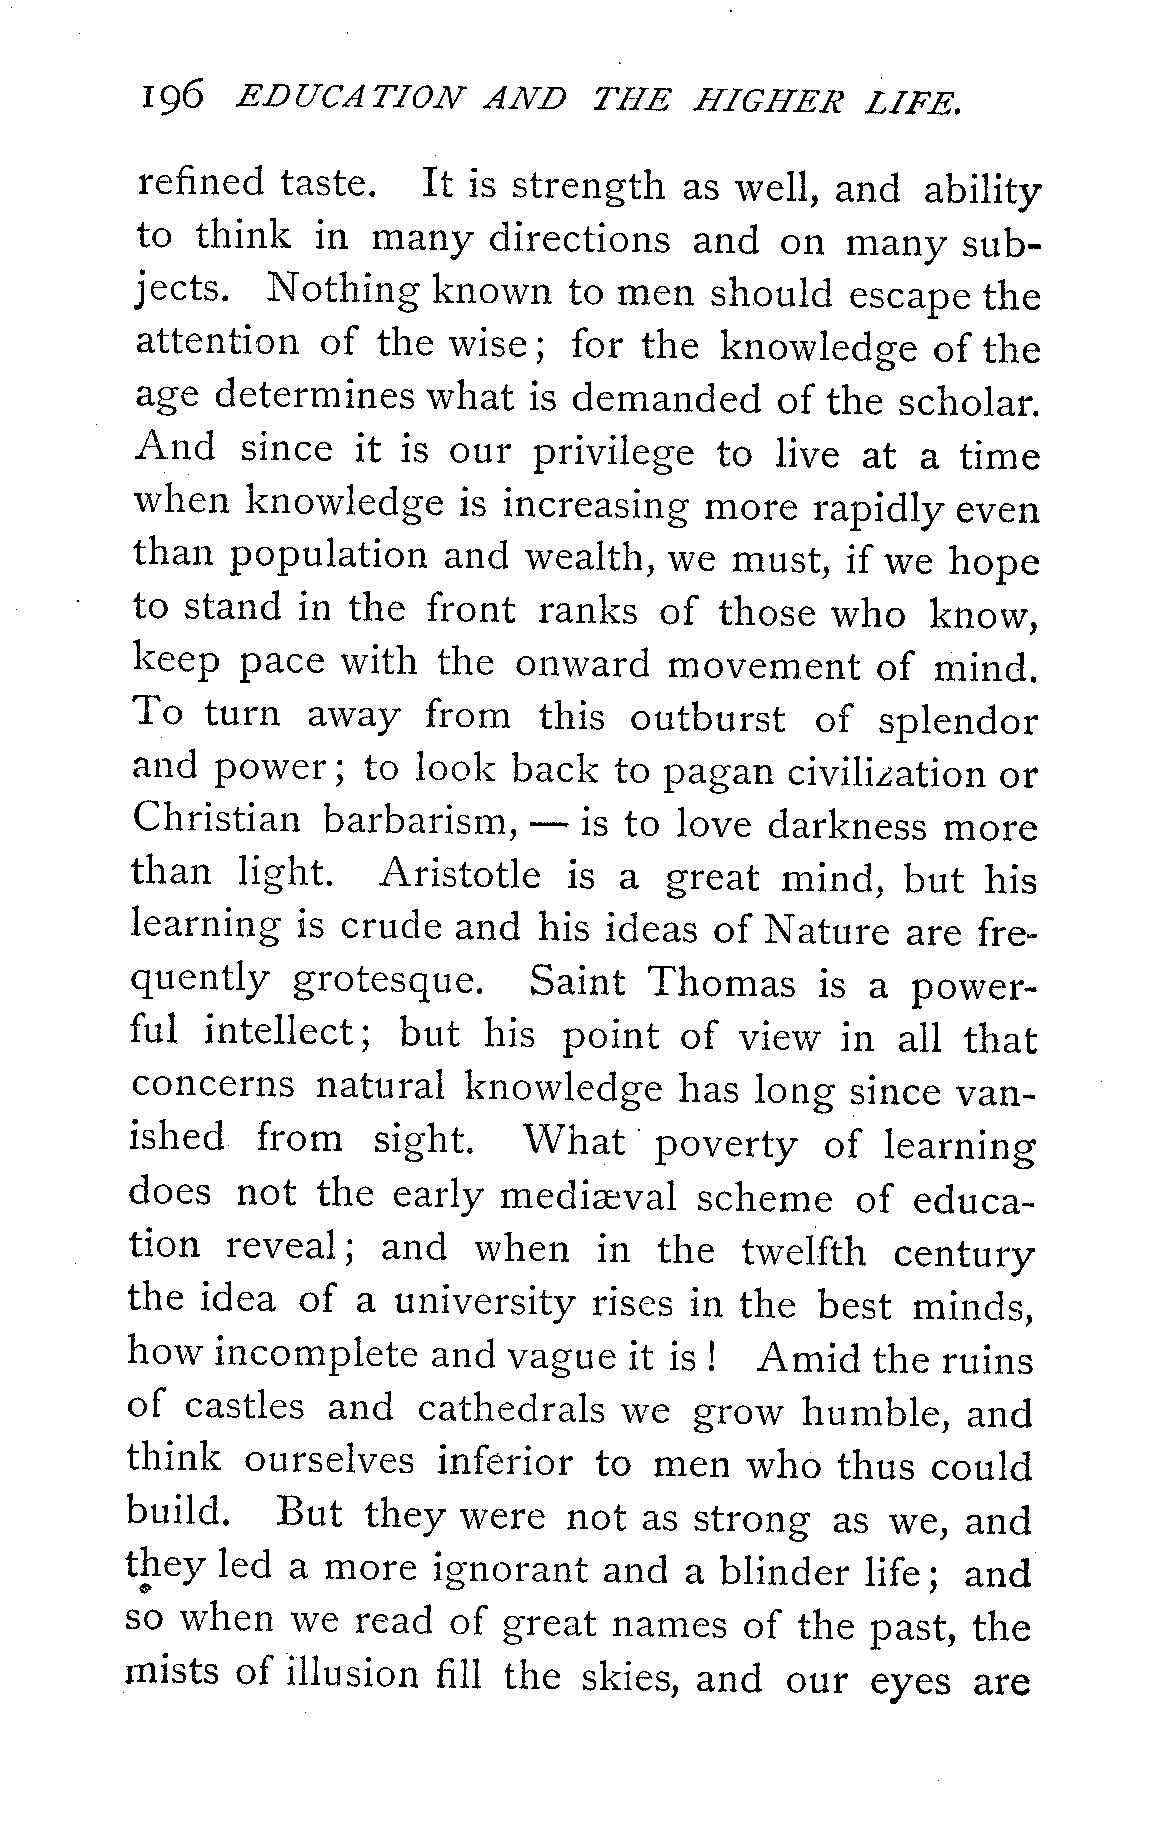 196 EDUCATION AND THE HIGHER LIFE.
refined taste. It is strength as well, and ability
to think in many directions and on many sub-
jects. Nothing known to men should escape the
attention of the wise; for the knowledge of the
age determines what is demanded of the scholar.
And since it is our privilege to live at a time
when knowledge is increasing more rapidly even
than population and wealth, we must, if we hope
to stand in the front ranks of those who know,
keep pace with the onward movement of mind.
To turn away from this outburst of splendor
and power; to look back to pagan civilization or
Christian barbarism, — is to love darkness more
than light. Aristotle is a great mind, but his
learning is crude and his ideas of Nature are fre-
quently grotesque. Saint Thomas is a power-
ful intellect; but his point of view in all that
concerns natural knowledge has long since van-
ished from sight. What poverty of learning
does not the early mediæval scheme of educa-
tion reveal; and when in the twelfth century
the idea of a university rises in the best minds,
how incomplete and vague it is! Amid the ruins
of castles and cathedrals we grow humble, and
think ourselves inferior to men who thus could
build. But they were not as strong as we, and
they led a more ignorant and a blinder life; and
so when we read of great names of the past, the
mists of illusion fill the skies, and our eyes are